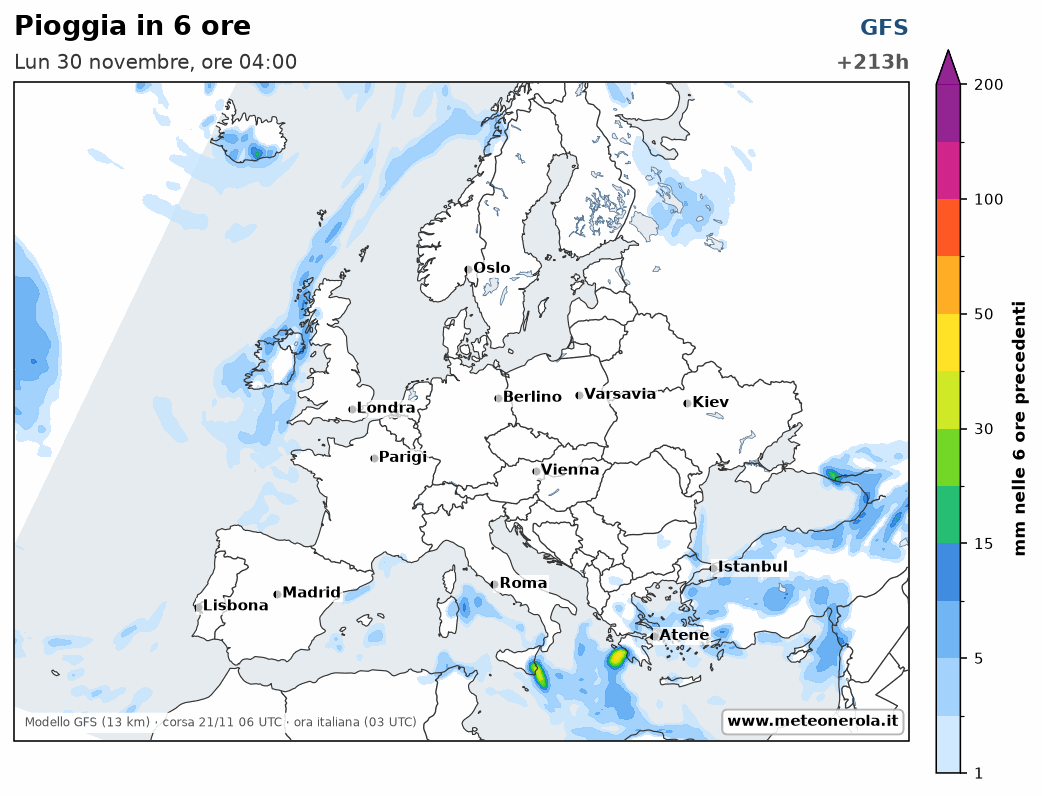 Pioggia in 6 ore
GFS
Lun 30 novembre, ore 04:00
+213h
200
100
50
30
15
5
1
mm nelle 6 ore precedenti
Oslo
Berlino
Varsavia
Kiev
Londra
Parigi
Vienna
Istanbul
Roma
Madrid
Lisbona
Atene
Modello GFS (13 km) · corsa 21/11 06 UTC · ora italiana (03 UTC)
www.meteonerola.it